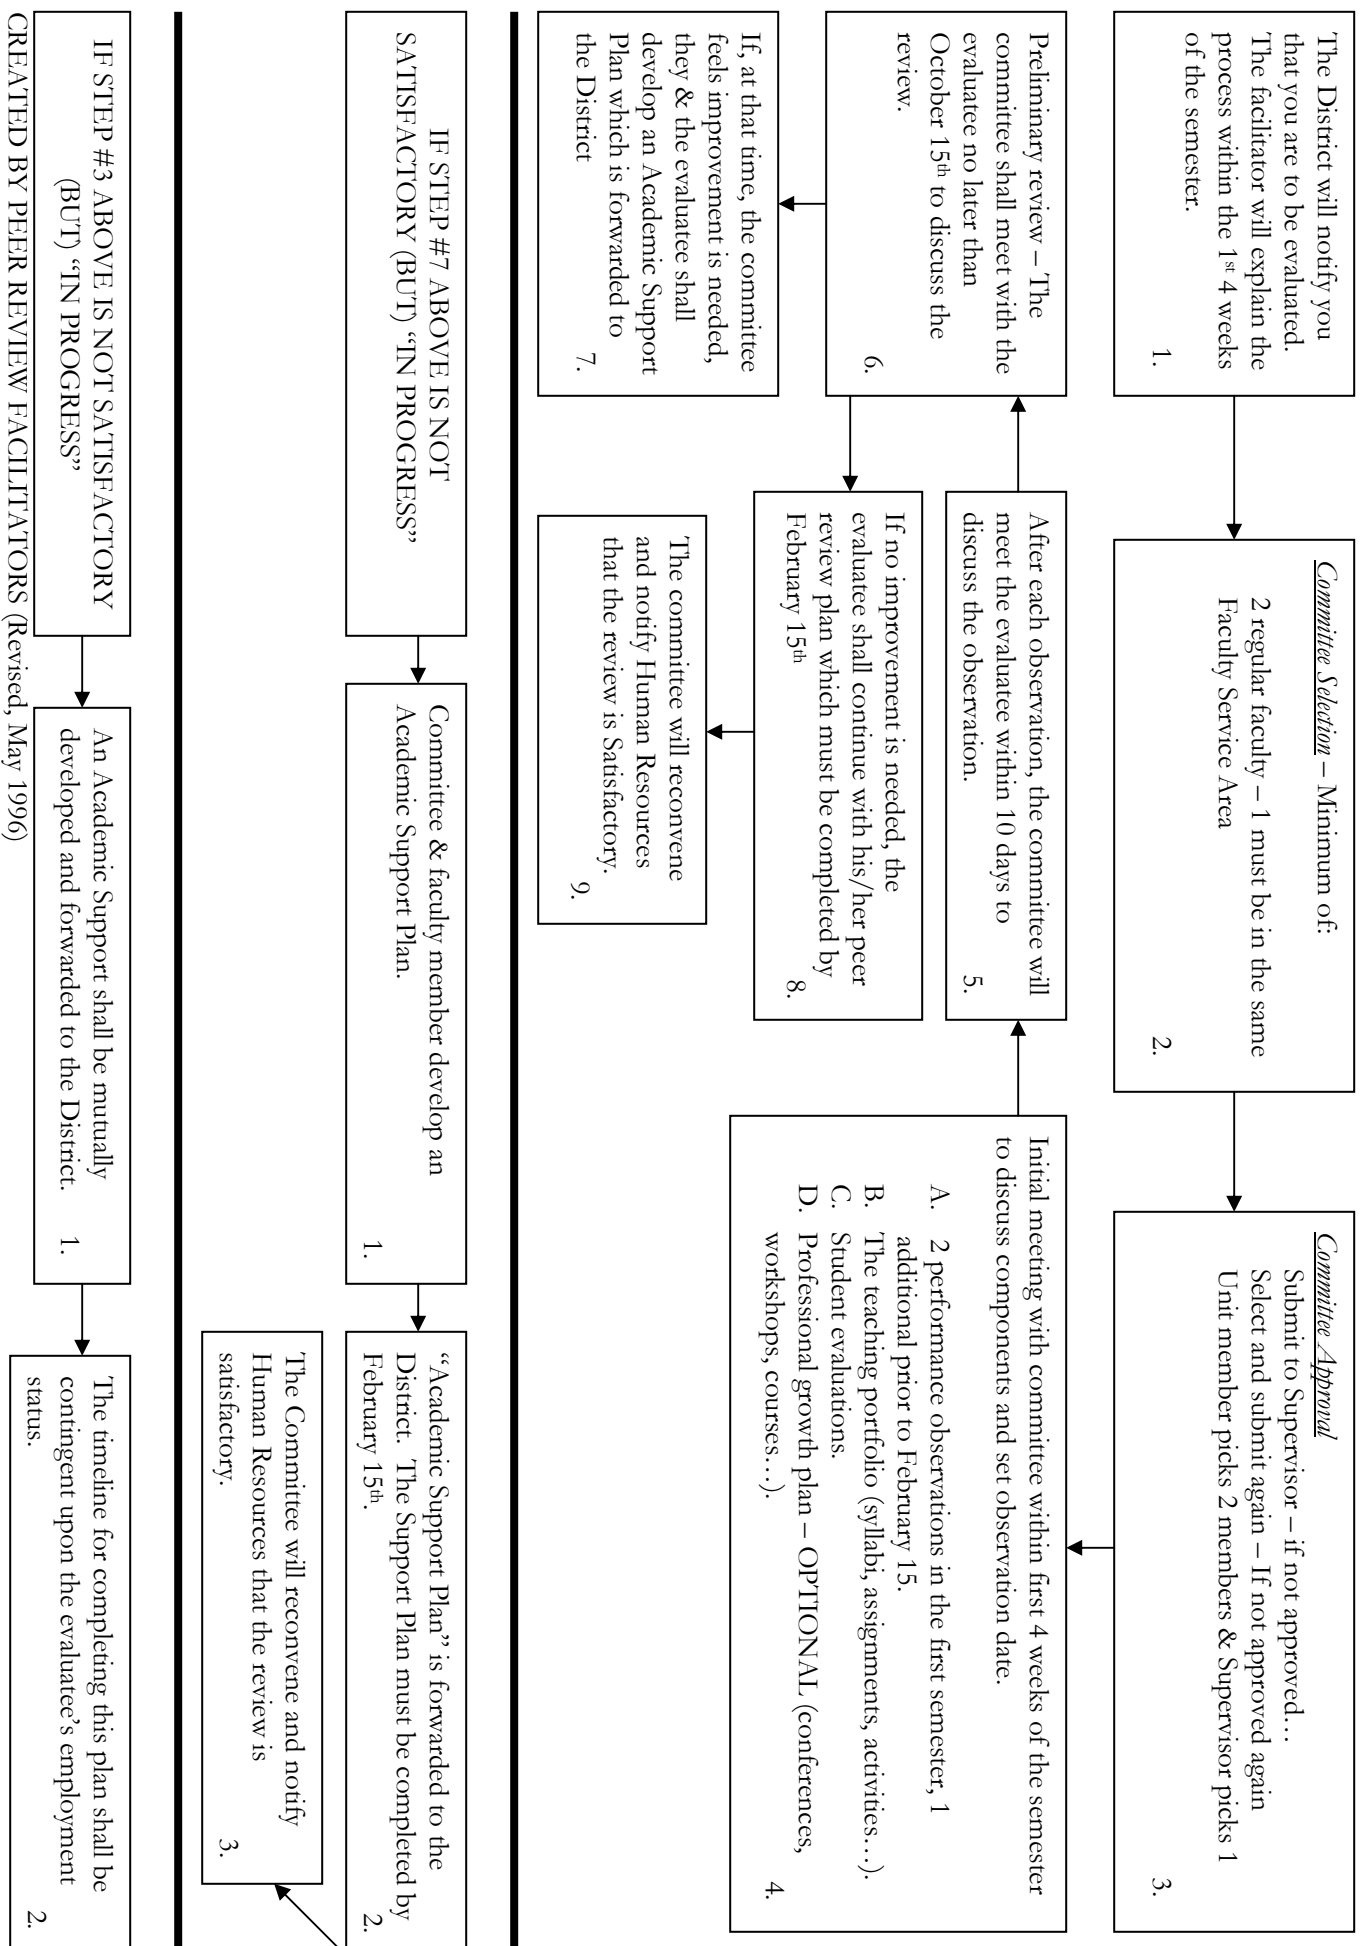 The District will notify you
that you are to be evaluated.
The facilitator will explain the
process within the 1st 4 weeks
of the semester.
1.
Committee Selection – Minimum of:
2 regular faculty – 1 must be in the same
Faculty Service Area
2.
Committee Approval
Submit to Supervisor – if not approved…
Select and submit again – If not approved again
Unit member picks 2 members & Supervisor picks 1
3.
Initial meeting with committee within first 4 weeks of the semester
to discuss components and set observation date.
A. 2 performance observations in the first semester, 1
additional prior to February 15.
B. The teaching portfolio (syllabi, assignments, activities…).
C. Student evaluations.
D. Professional growth plan – OPTIONAL (conferences,
workshops, courses…).
4.
After each observation, the committee will
meet the evaluatee within 10 days to
discuss the observation.
5.
Preliminary review – The
committee shall meet with the
evaluatee no later than
October 15th to discuss the
review.
6.
If, at that time, the committee
feels improvement is needed,
they & the evaluatee shall
develop an Academic Support
Plan which is forwarded to
the District
7.
If no improvement is needed, the
evaluatee shall continue with his/her peer
review plan which must be completed by
February 15th
8.
The committee will reconvene
and notify Human Resources
that the review is Satisfactory.
9.
IF STEP #7 ABOVE IS NOT
SATISFACTORY (BUT) “IN PROGRESS”
Committee & faculty member develop an
Academic Support Plan.
1.
“Academic Support Plan” is forwarded to the
District. The Support Plan must be completed by
February 15th.
2.
The Committee will reconvene and notify
Human Resources that the review is
satisfactory.
3.
IF STEP #3 ABOVE IS NOT SATISFACTORY
(BUT) “IN PROGRESS”
An Academic Support shall be mutually
developed and forwarded to the District.
1.
The timeline for completing this plan shall be
contingent upon the evaluatee’s employment
status.
2.
CREATED BY PEER REVIEW FACILITATORS (Revised, May 1996)